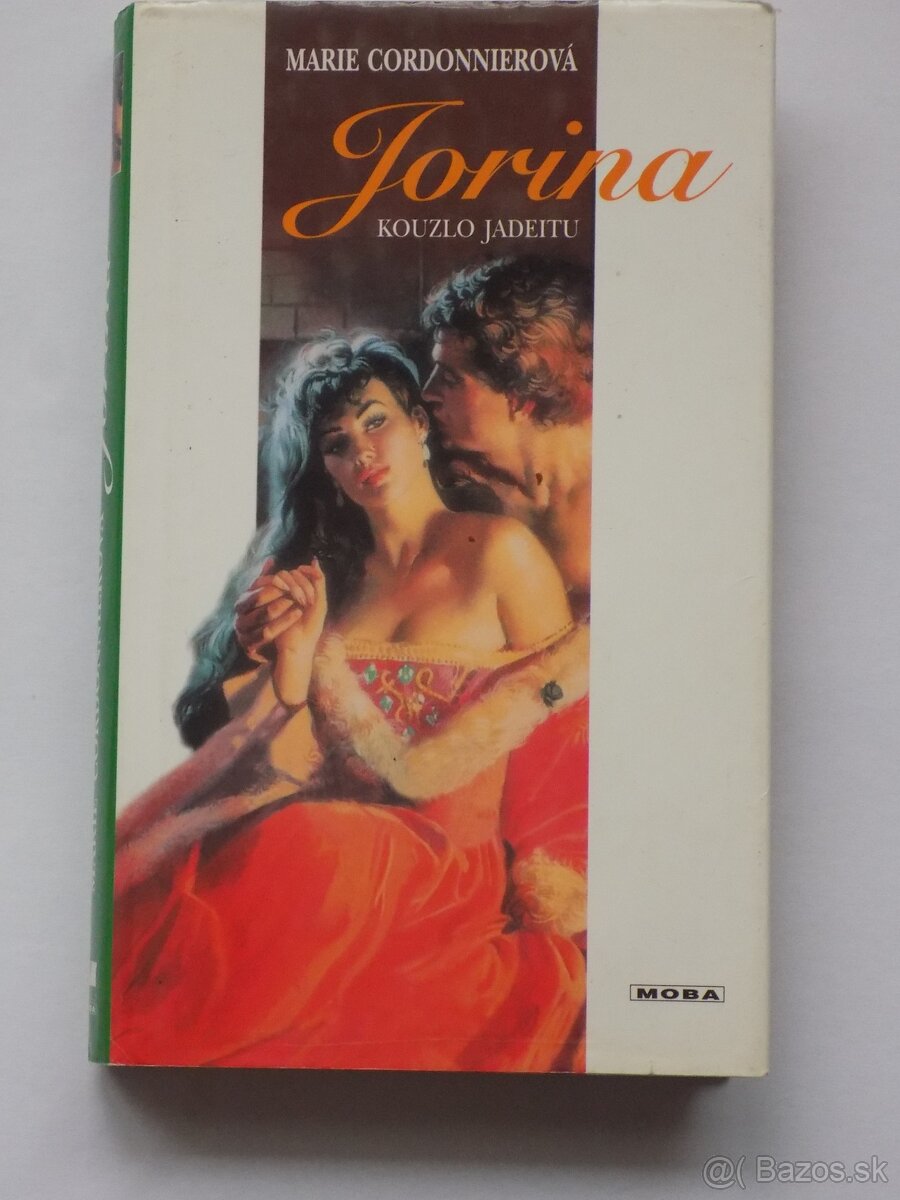 MARIE CORDONNIEROVÁ
Jorina
KOUZLO JADEITU
MOBA
@( Bazos.sk